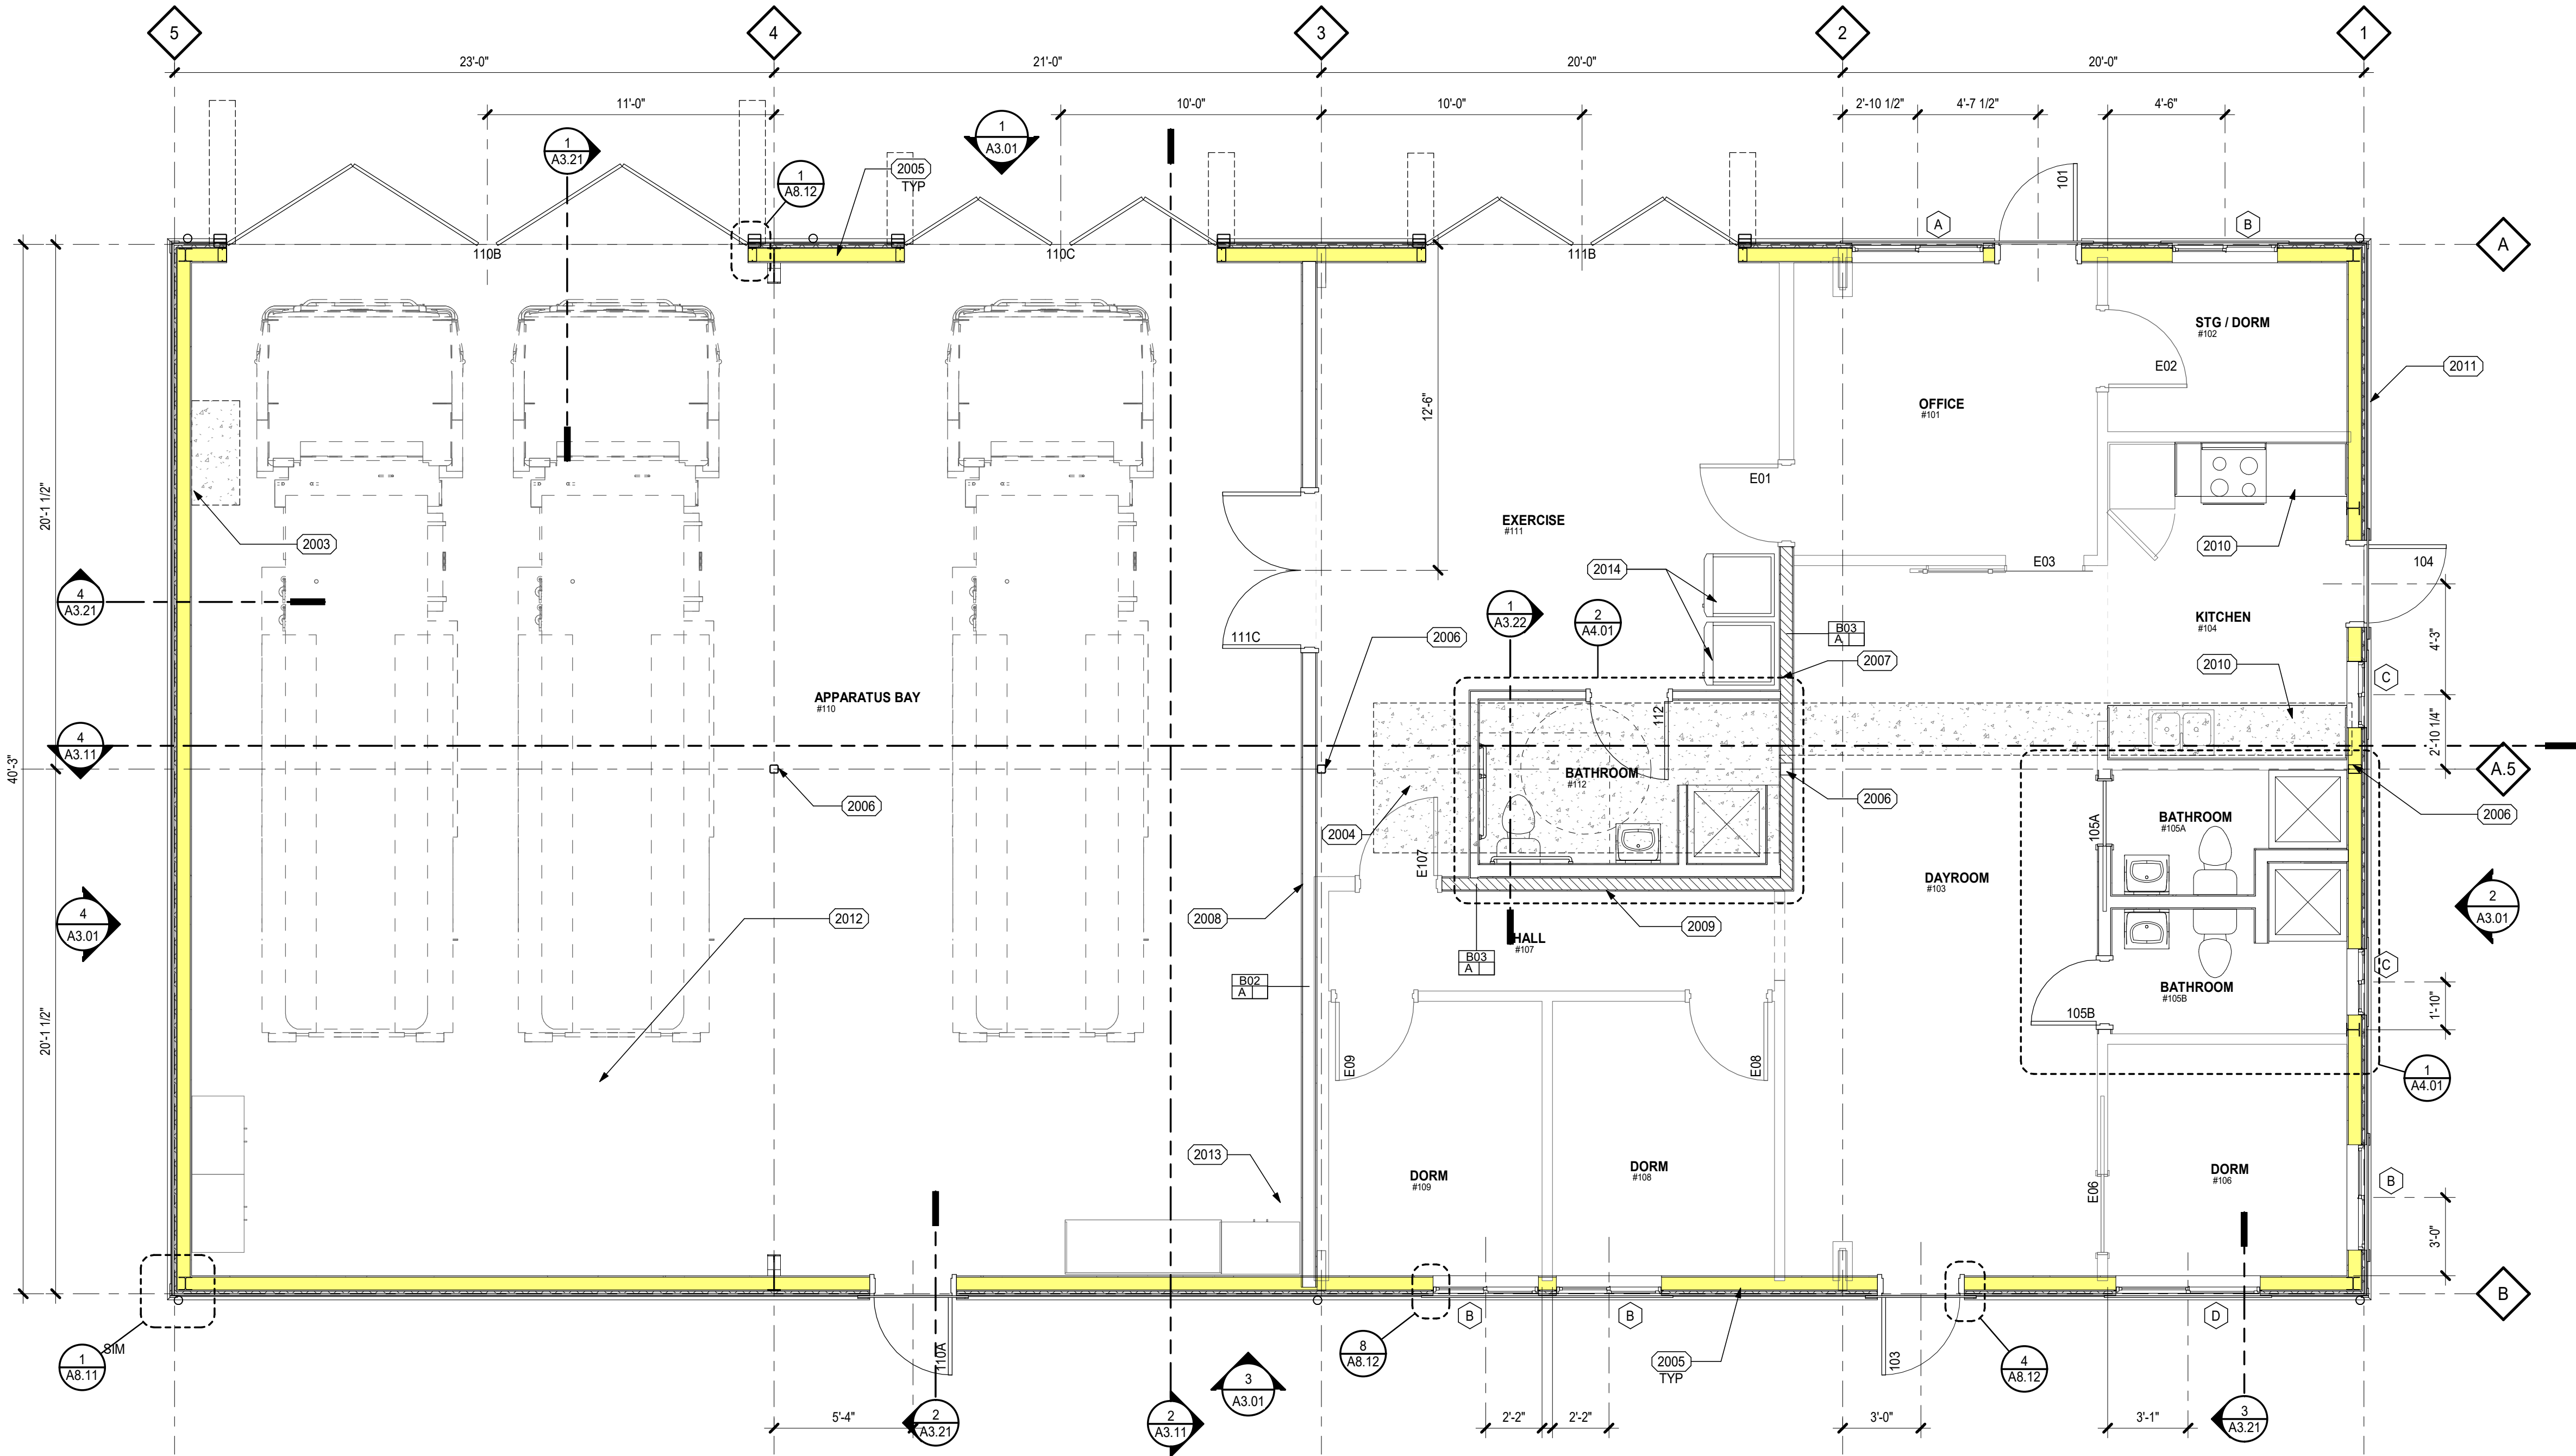 5
4
3
2
1
23'-0"
21'-0"
20'-0"
20'-0"
11'-0"
10'-0"
10'-0"
2'-10 1/2"
4'-7 1/2"
4'-6"
1
A3.21
1
A8.12
2005
TYP
1
A3.01
101
A
B
A
110B
110C
111B
STG / DORM
#102
E02
2011
OFFICE
#101
12'-6"
20'-1 1/2"
E01
EXERCISE
#111
2003
2010
E03
104
2014
4
A3.21
1
A3.22
2
A4.01
KITCHEN
#104
B03
A
2006
111C
2007
2010
4'-3"
C
APPARATUS BAY
#110
112
4
A3.11
2'-10 1/4"
40'-3"
BATHROOM
#112
A.5
2006
2006
2006
BATHROOM
#105A
105A
2004
E107
DAYROOM
#103
4
A3.01
2012
2008
2009
2
A3.01
HALL
#107
B03
A
C
B02
A
BATHROOM
#105B
105B
1'-10"
20'-1 1/2"
E09
E08
1
A4.01
2013
DORM
#109
DORM
#108
DORM
#106
E06
B
3'-0"
B
B
B
D
SIM
1
A8.11
110A
8
A8.12
2005
TYP
103
4
A8.12
3
A3.01
5'-4"
2
A3.21
2
A3.11
2'-2"
2'-2"
3'-0"
3'-1"
3
A3.21